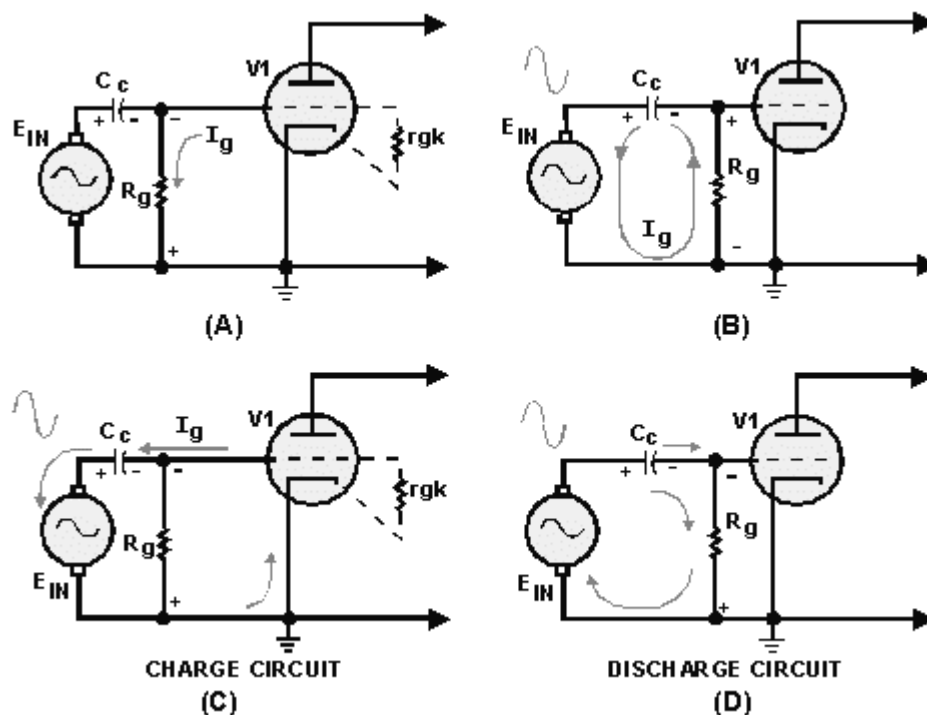 V1
Cc
+ -
-
EIN
Ig
rgk
Rg
+
(A)
V1
Cc
+ -
+
EIN
Rg
Ig
-
(B)
V1
Ig
Cc
+ -
-
rgk
Rg
EIN
+
CHARGE CIRCUIT
(C)
V1
Cc
+ -
-
Rg
EIN
+
DISCHARGE CIRCUIT
(D)